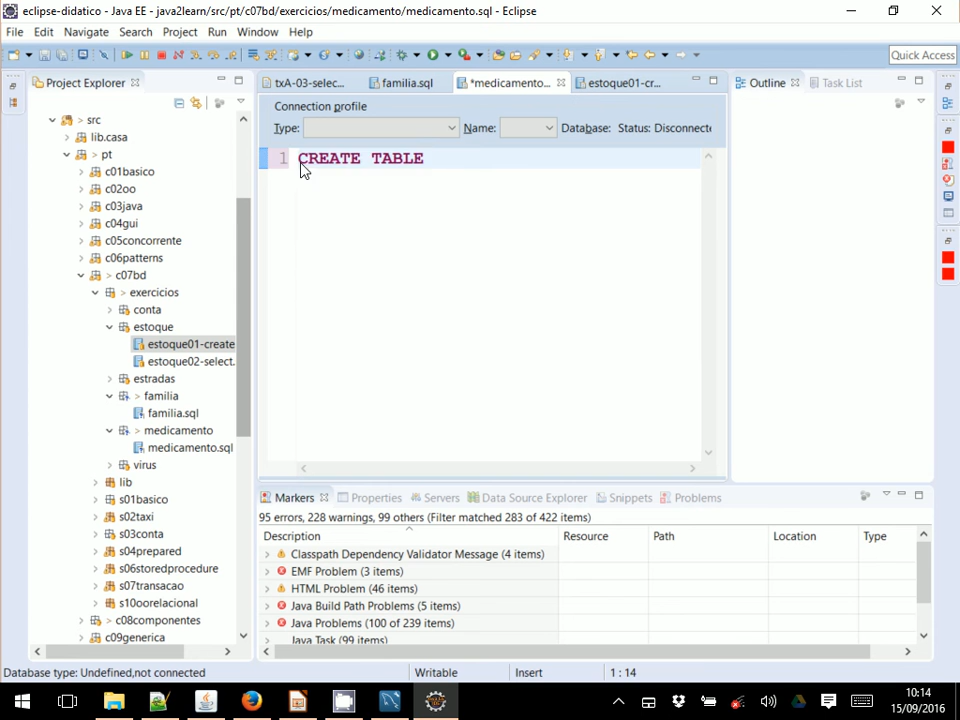 eclipse-didatico - Java EE - java2learn/src/pt/c07bd/exercicios/medicamento/medicamento.sql - Eclipse
File Edit Navigate Search Project Run Window Help
Quick Access
Project Explorer
txA-03-selec... familia.sql *medicamento... estoque01-cr...
Outline Task List
Connection profile
Type: Name: Database: Status: Disconnecte
1 CREATE TABLE
src
lib.casa
> pt
c01basico
c02oo
c03java
c04gui
c05concorrente
c06patterns
> c07bd
> exercicios
conta
estoque
estoque01-create
estoque02-select.
estradas
> familia
familia.sql
> medicamento
medicamento.sql
virus
lib
s01basico
s02taxi
s03conta
s04prepared
s06storedprocedure
s07transacao
s10oorelacional
> c08componentes
c09generica
Markers Properties Servers Data Source Explorer Snippets Problems
95 errors, 228 warnings, 99 others (Filter matched 283 of 422 items)
Description Resource Path Location Type
Classpath Dependency Validator Message (4 items)
EMF Problem (3 items)
HTML Problem (46 items)
Java Build Path Problems (5 items)
Java Problems (100 of 239 items)
Java Task (99 items)
Database type: Undefined,not connected Writable Insert 1 : 14
10:14
15/09/2016